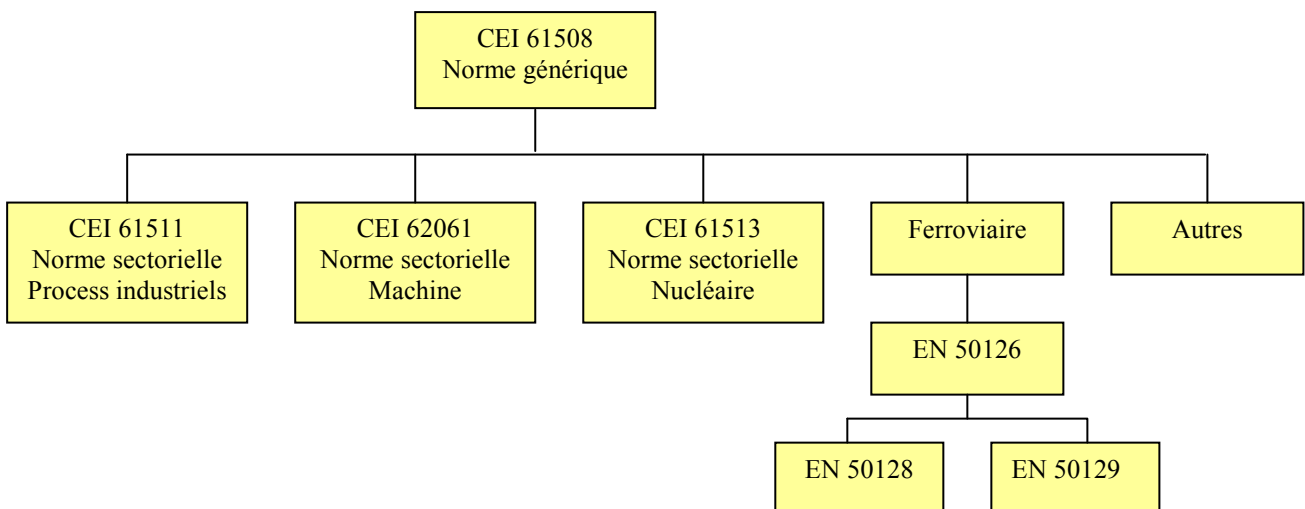 CEI 61508
Norme générique
CEI 61511
Norme sectorielle
Process industriels
CEI 62061
Norme sectorielle
Machine
CEI 61513
Norme sectorielle
Nucléaire
Ferroviaire
Autres
EN 50126
EN 50128
EN 50129